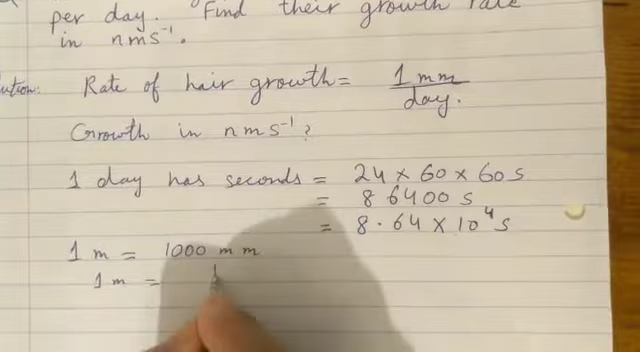 per day. Find their growth rate
in nms⁻¹.
ution: Rate of hair growth = 1 mm / day.
Growth in nms⁻¹?
1 day has seconds = 24 × 60 × 60 s
= 86400 s
= 8.64 × 10⁴ s
1 m = 1000 mm
1 m =